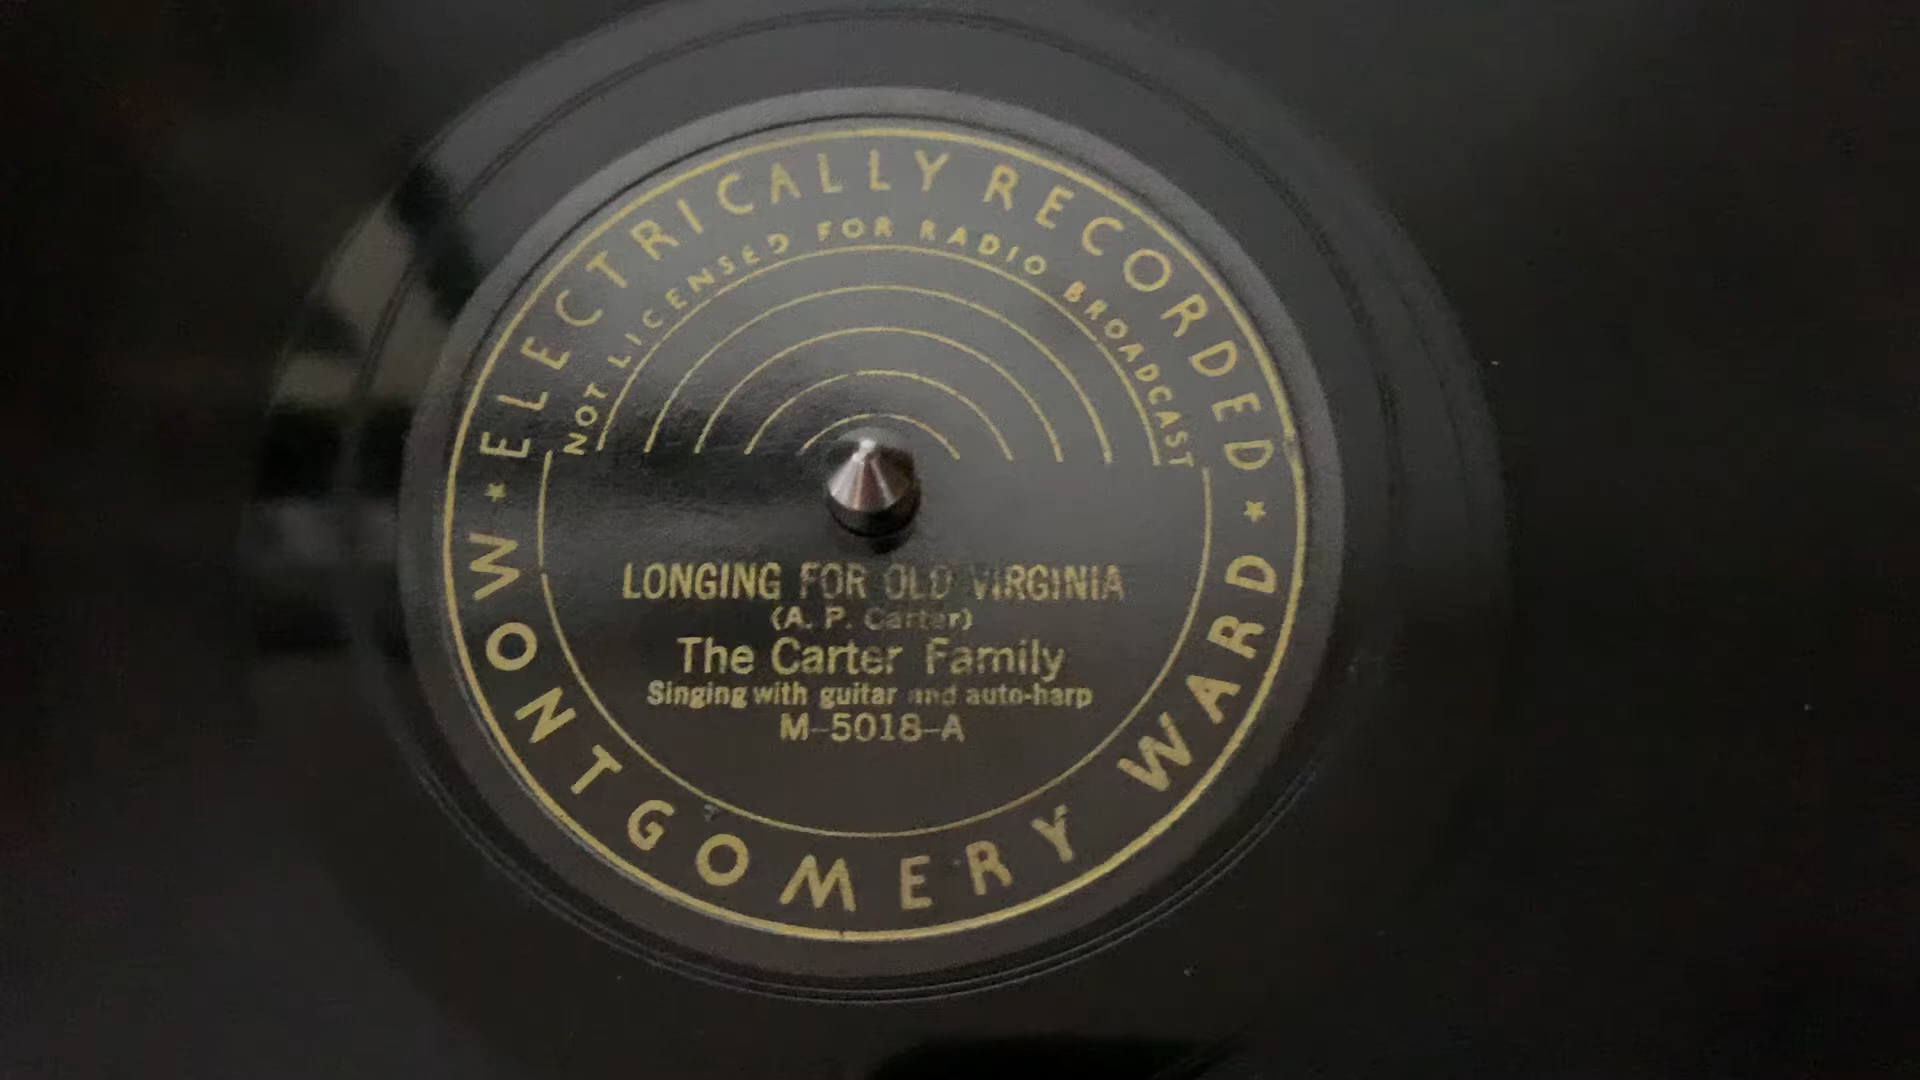 ELECTRICALLY RECORDED
NOT LICENSED FOR RADIO BROADCAST
LONGING FOR OLD VIRGINIA
(A. P. Carter)
The Carter Family
Singing with guitar and auto-harp
M-5018-A
MONTGOMERY WARD